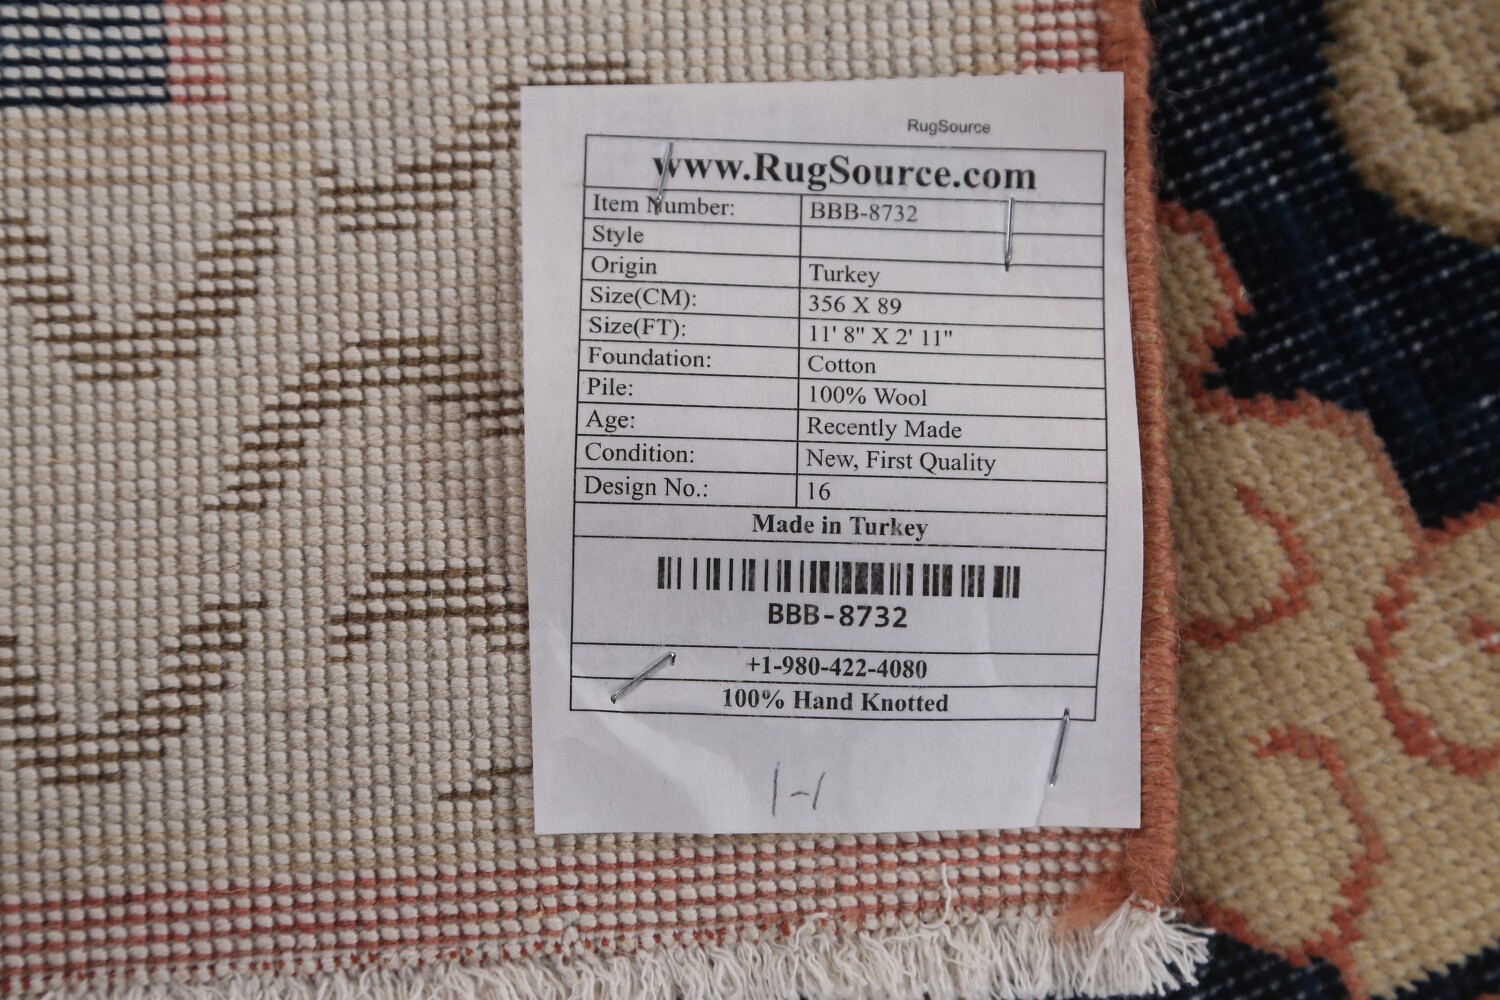 RugSource
www.RugSource.com
Item Number: BBB-8732
Style
Origin Turkey
Size(CM): 356 X 89
Size(FT): 11' 8" X 2' 11"
Foundation: Cotton
Pile: 100% Wool
Age: Recently Made
Condition: New, First Quality
Design No.: 16
Made in Turkey
BBB-8732
+1-980-422-4080
100% Hand Knotted
1-1